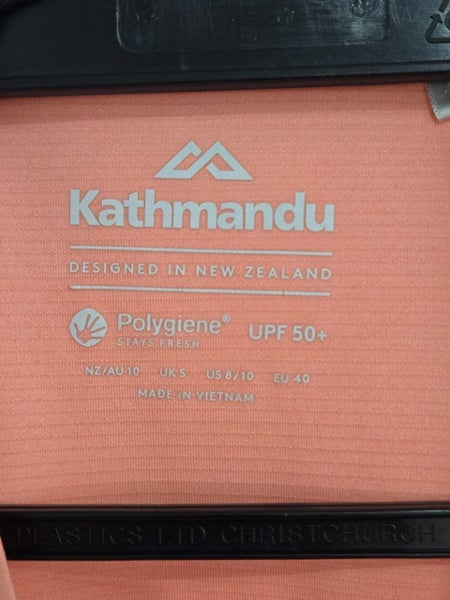 Kathmandu
DESIGNED IN NEW ZEALAND
Polygiene® UPF 50+
STAYS FRESH
NZ/AU 10 UK S US 8/10 EU 40
MADE IN VIETNAM
PLASTICS LTD CHRISTCHURCH